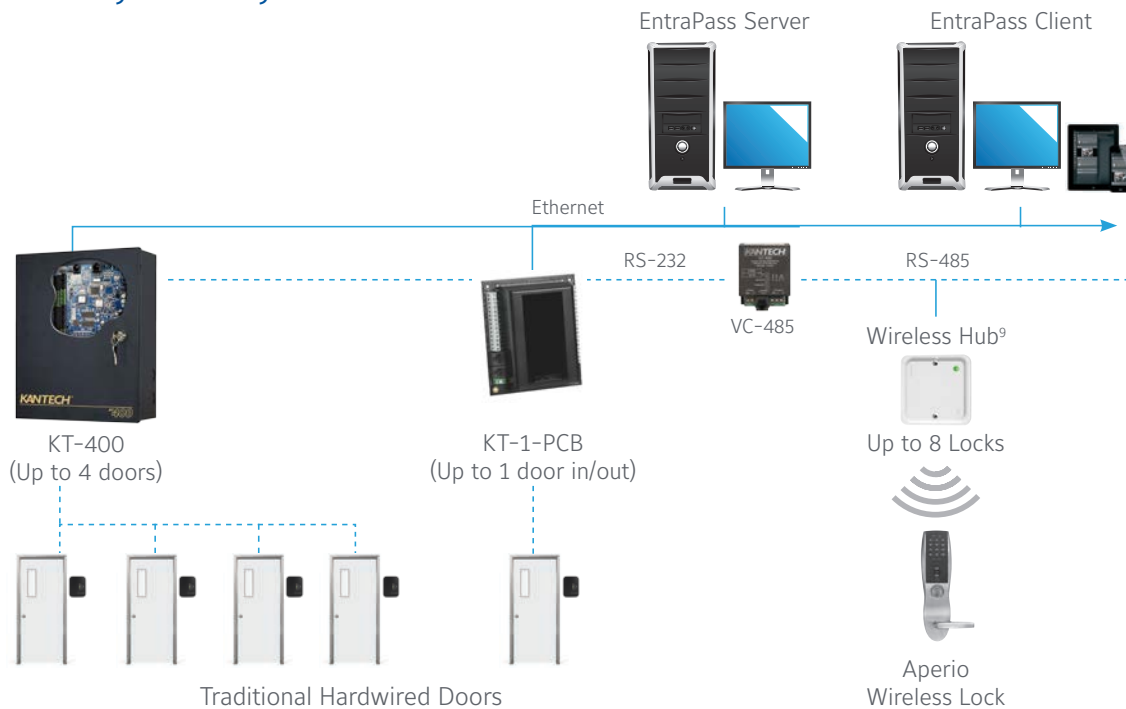 EntraPass Server
EntraPass Client
Ethernet
RS-232
RS-485
KANTECH
VC-485
Wireless Hub⁹
KANTECH
400
KT-400
(Up to 4 doors)
KT-1-PCB
(Up to 1 door in/out)
Up to 8 Locks
Traditional Hardwired Doors
Aperio
Wireless Lock